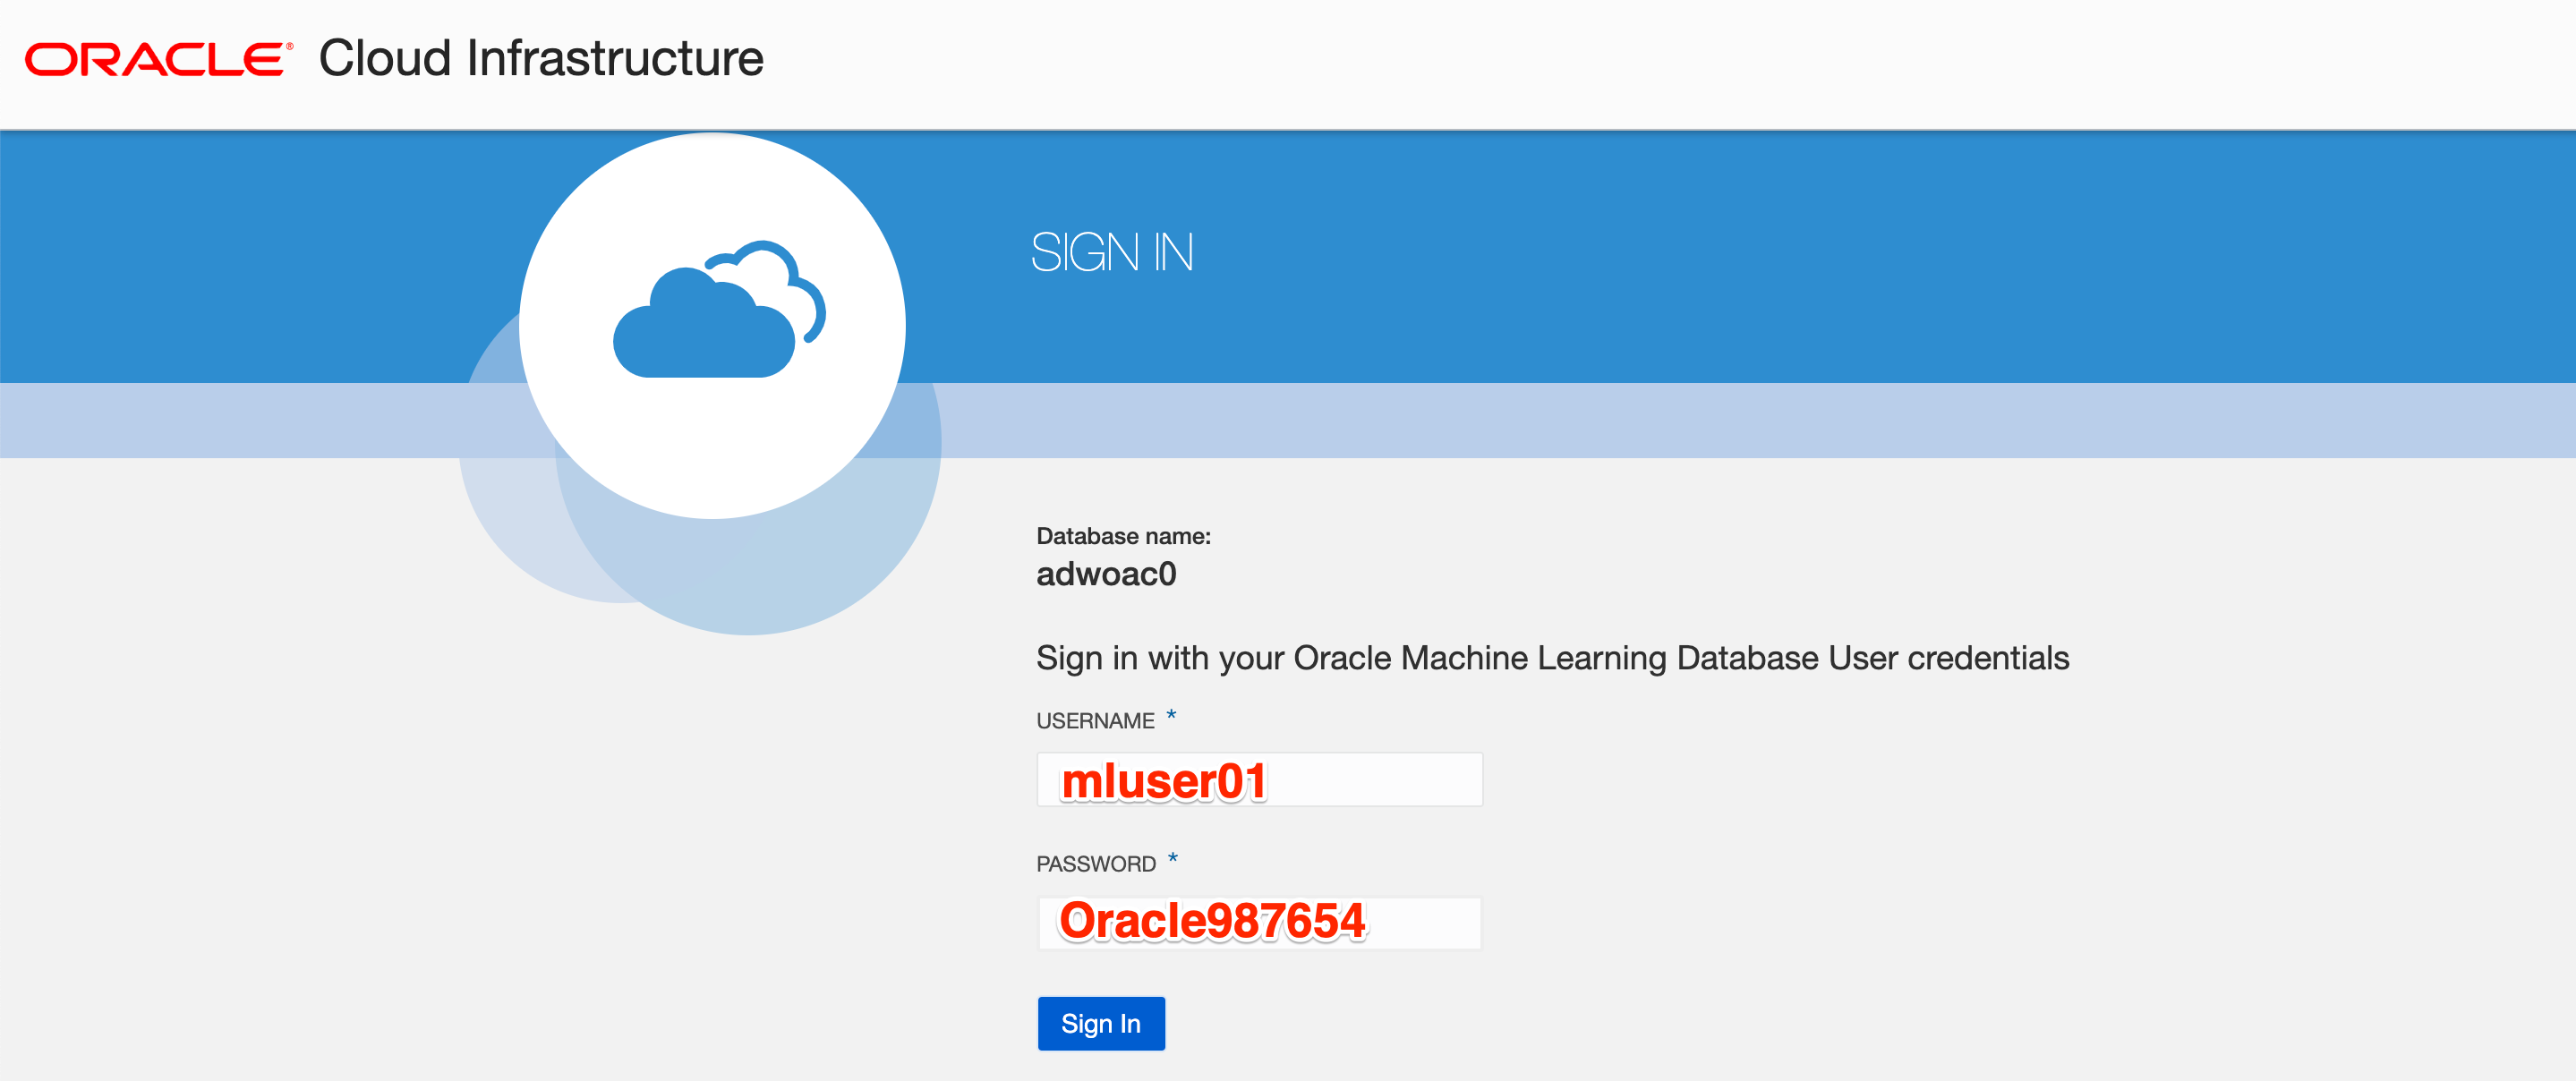 ORACLE® Cloud Infrastructure
SIGN IN
Database name:
adwoac0
Sign in with your Oracle Machine Learning Database User credentials
USERNAME *
mluser01
PASSWORD *
Oracle987654
Sign In